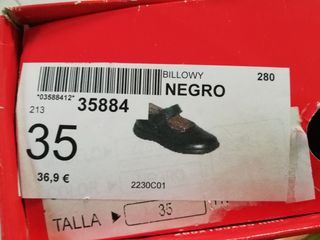 BILLOWY
*03588412*
NEGRO
280
213
35884
35
36,9 €
2230C01
TALLA ▶ 35